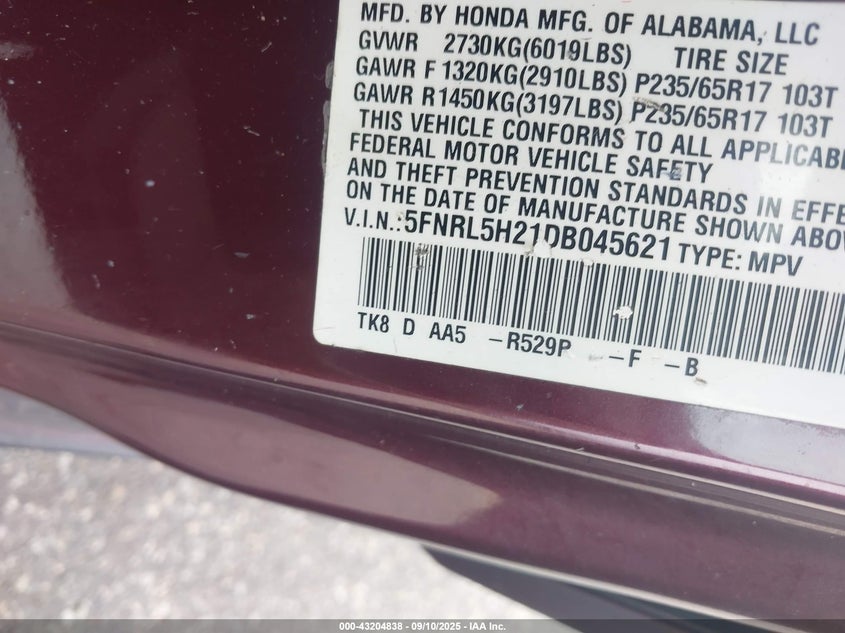 MFD. BY HONDA MFG. OF ALABAMA, LLC
GVWR 2730KG(6019LBS) TIRE SIZE
GAWR F 1320KG(2910LBS) P235/65R17 103T
GAWR R1450KG(3197LBS) P235/65R17 103T
THIS VEHICLE CONFORMS TO ALL
FEDERAL MOTOR VEHICLE SAFETY
AND THEFT PREVENTION STANDARDS IN
ON THE DATE OF MANUFACTURE SHOWN
V.I.N.:5FNRL5H21DB045621 TYPE: MPV
TK8 D AA5 -R529P -F -B
000-43204838 - 09/10/2025 - IAA Inc.